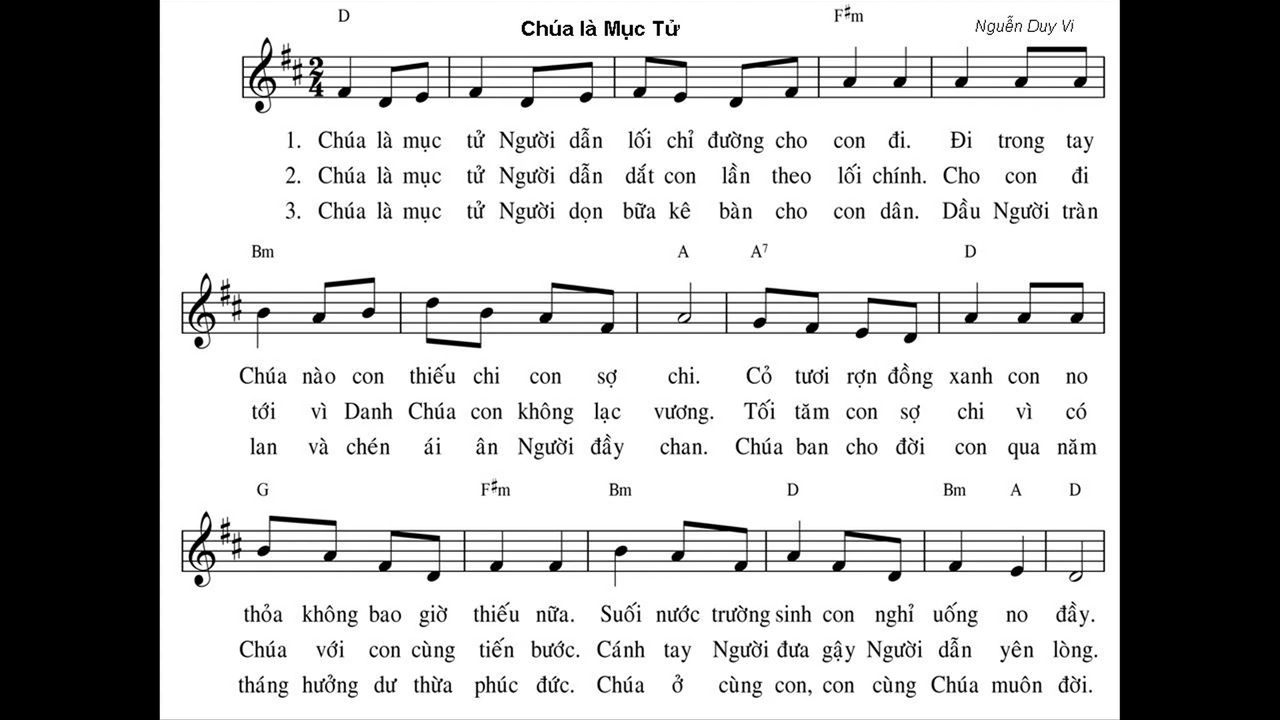 D Chúa là Mục Tử F#m Nguễn Duy Vi
2 4
1. Chúa là mục tử Người dẫn lối chỉ đường cho con đi. Đi trong tay
2. Chúa là mục tử Người dẫn dắt con lần theo lối chính. Cho con đi
3. Chúa là mục tử Người dọn bữa kê bàn cho con dân. Dầu Người tràn
Bm A A7 D
Chúa nào con thiếu chi con sợ chi. Cỏ tươi rợn đồng xanh con no
tới vì Danh Chúa con không lạc vương. Tối tăm con sợ chi vì có
lan và chén ái ân Người đầy chan. Chúa ban cho đời con qua năm
G F#m Bm D Bm A D
thỏa không bao giờ thiếu nữa. Suối nước trường sinh con nghỉ uống no đầy.
Chúa với con cùng tiến bước. Cánh tay Người đưa gậy Người dẫn yên lòng.
tháng hưởng dư thừa phúc đức. Chúa ở cùng con, con cùng Chúa muôn đời.